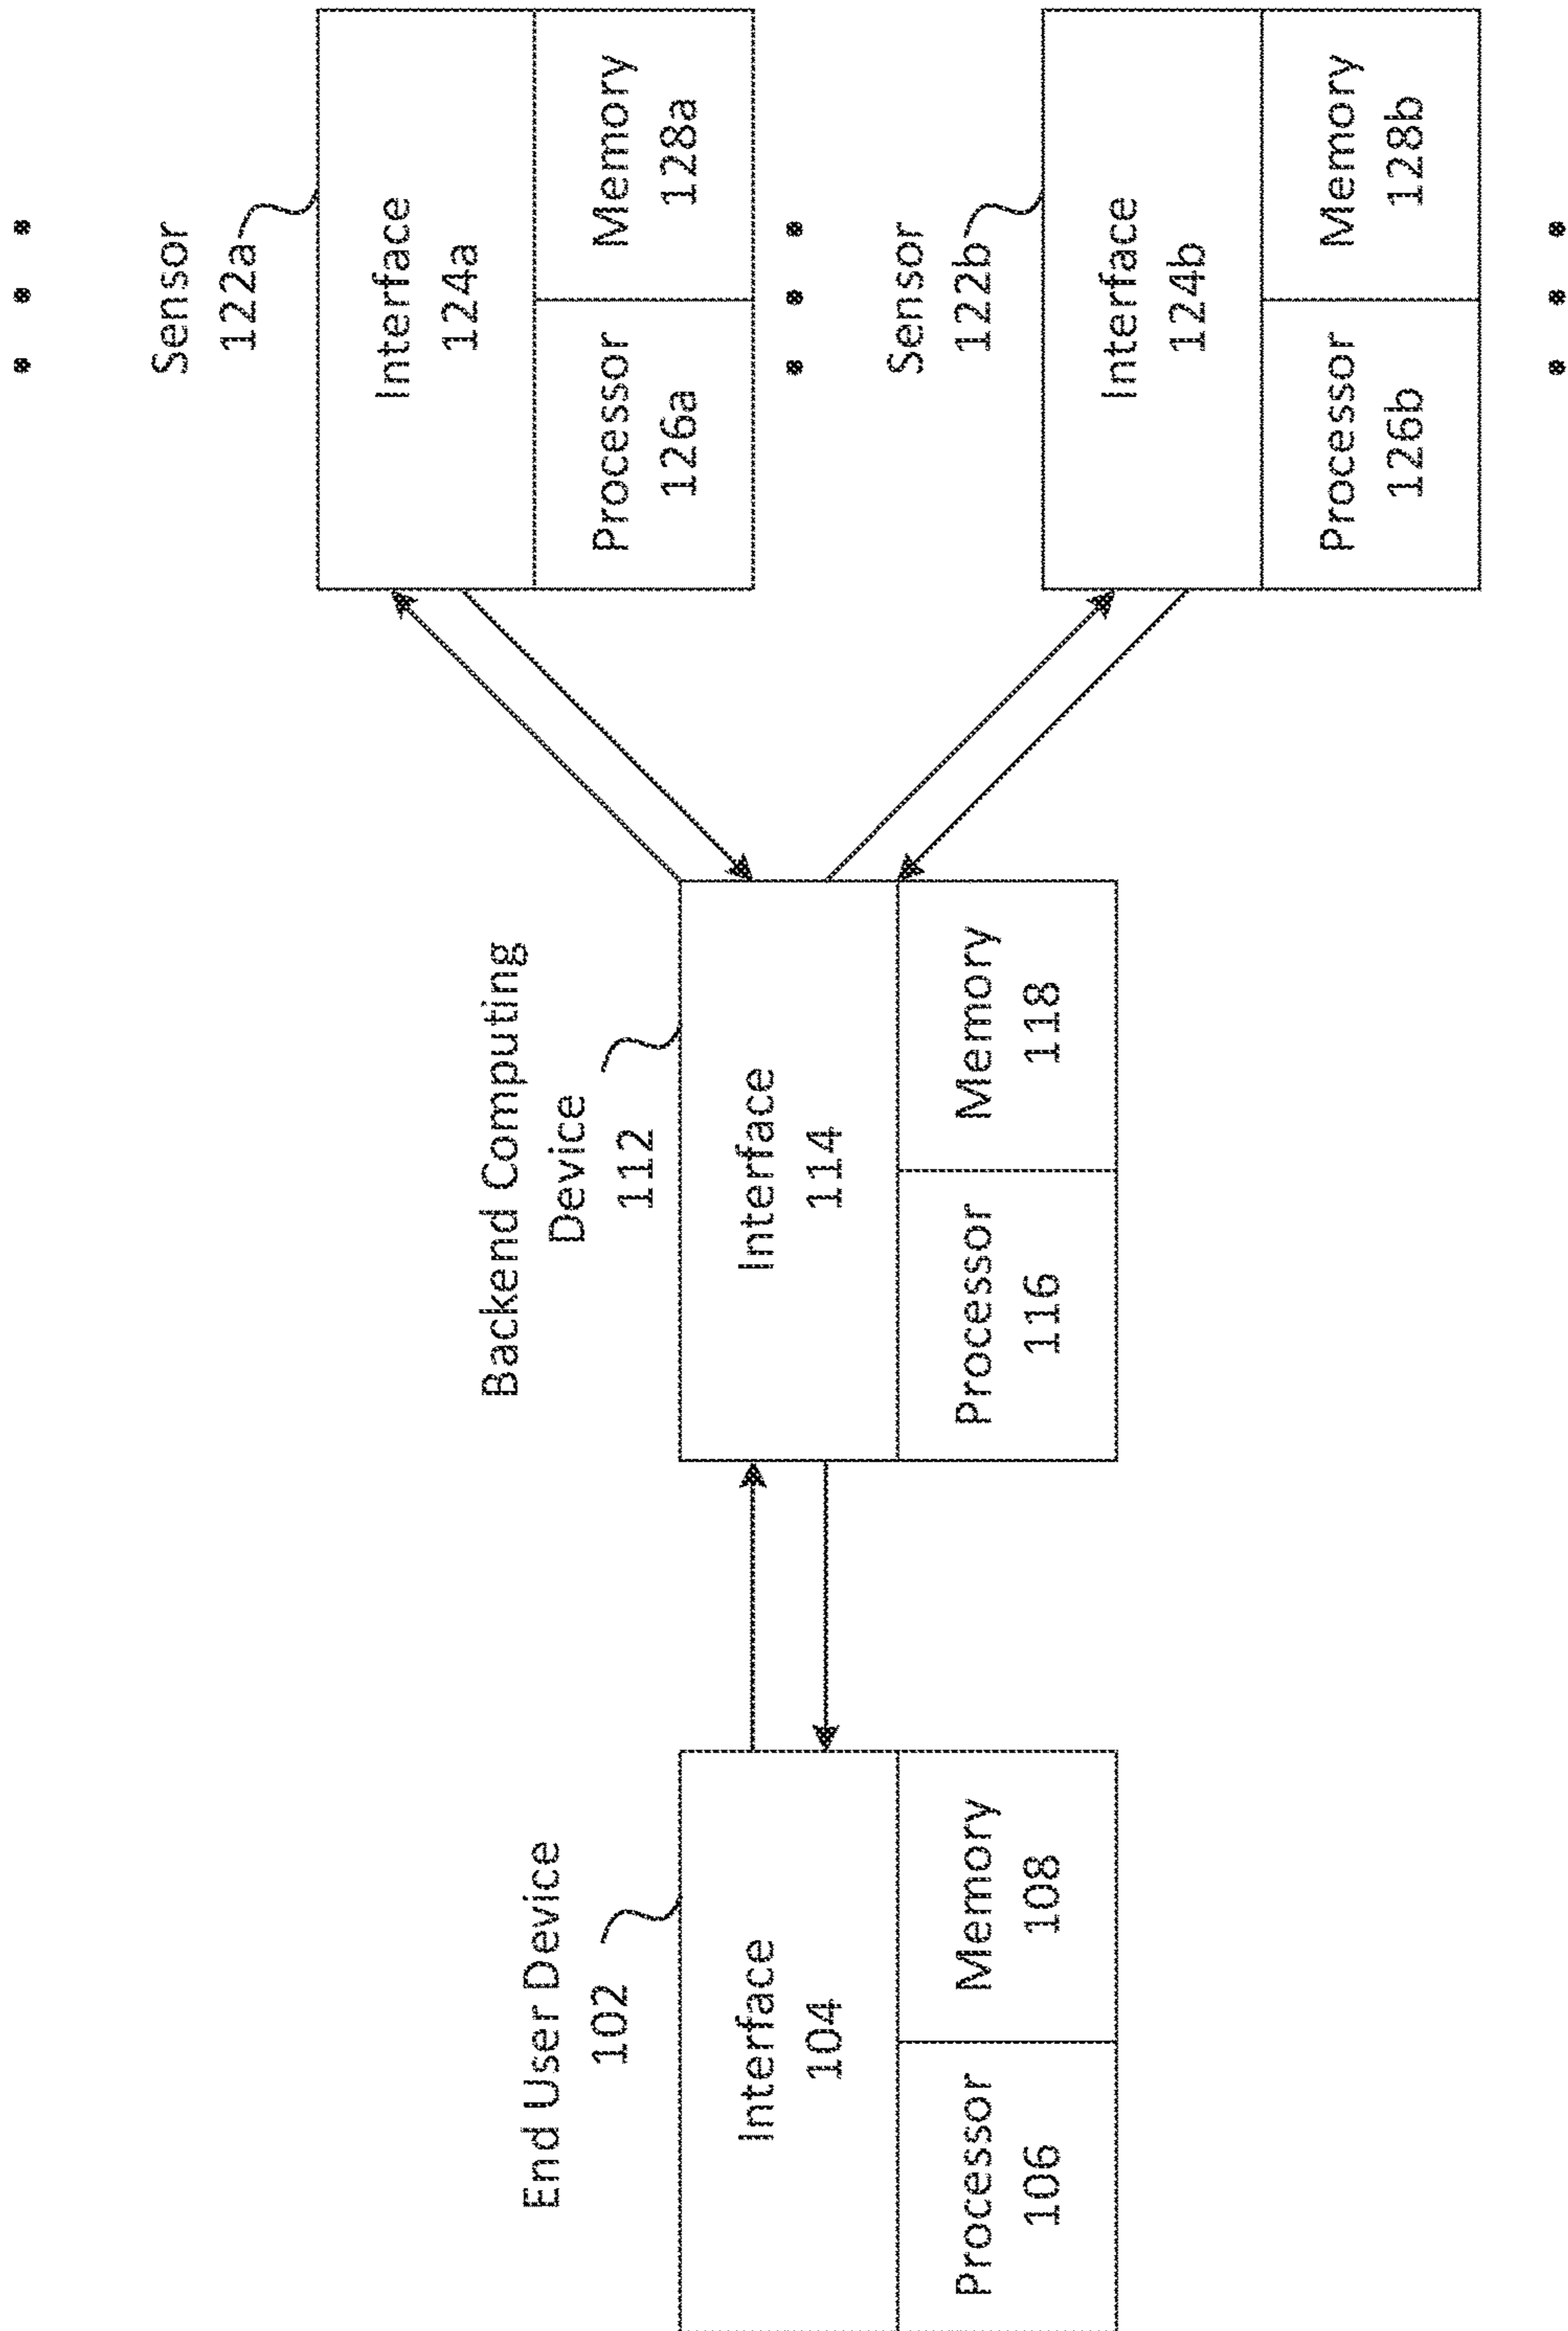 End User Device
102
Interface
104
Processor
106
Memory
108
Backend Computing
Device
112
Interface
114
Processor
116
Memory
118
Sensor
122a
Interface
124a
Processor
126a
Memory
128a
Sensor
122b
Interface
124b
Processor
126b
Memory
128b